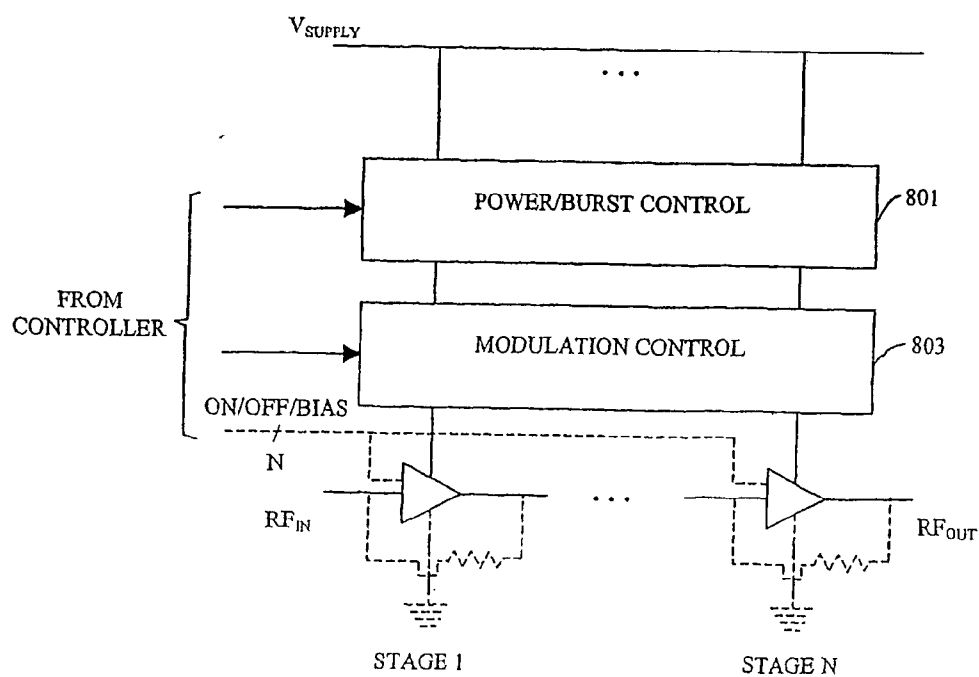 V_SUPPLY
...
POWER/BURST CONTROL
801
FROM
CONTROLLER
MODULATION CONTROL
803
ON/OFF/BIAS
N
RF_IN
...
RF_OUT
STAGE 1
STAGE N